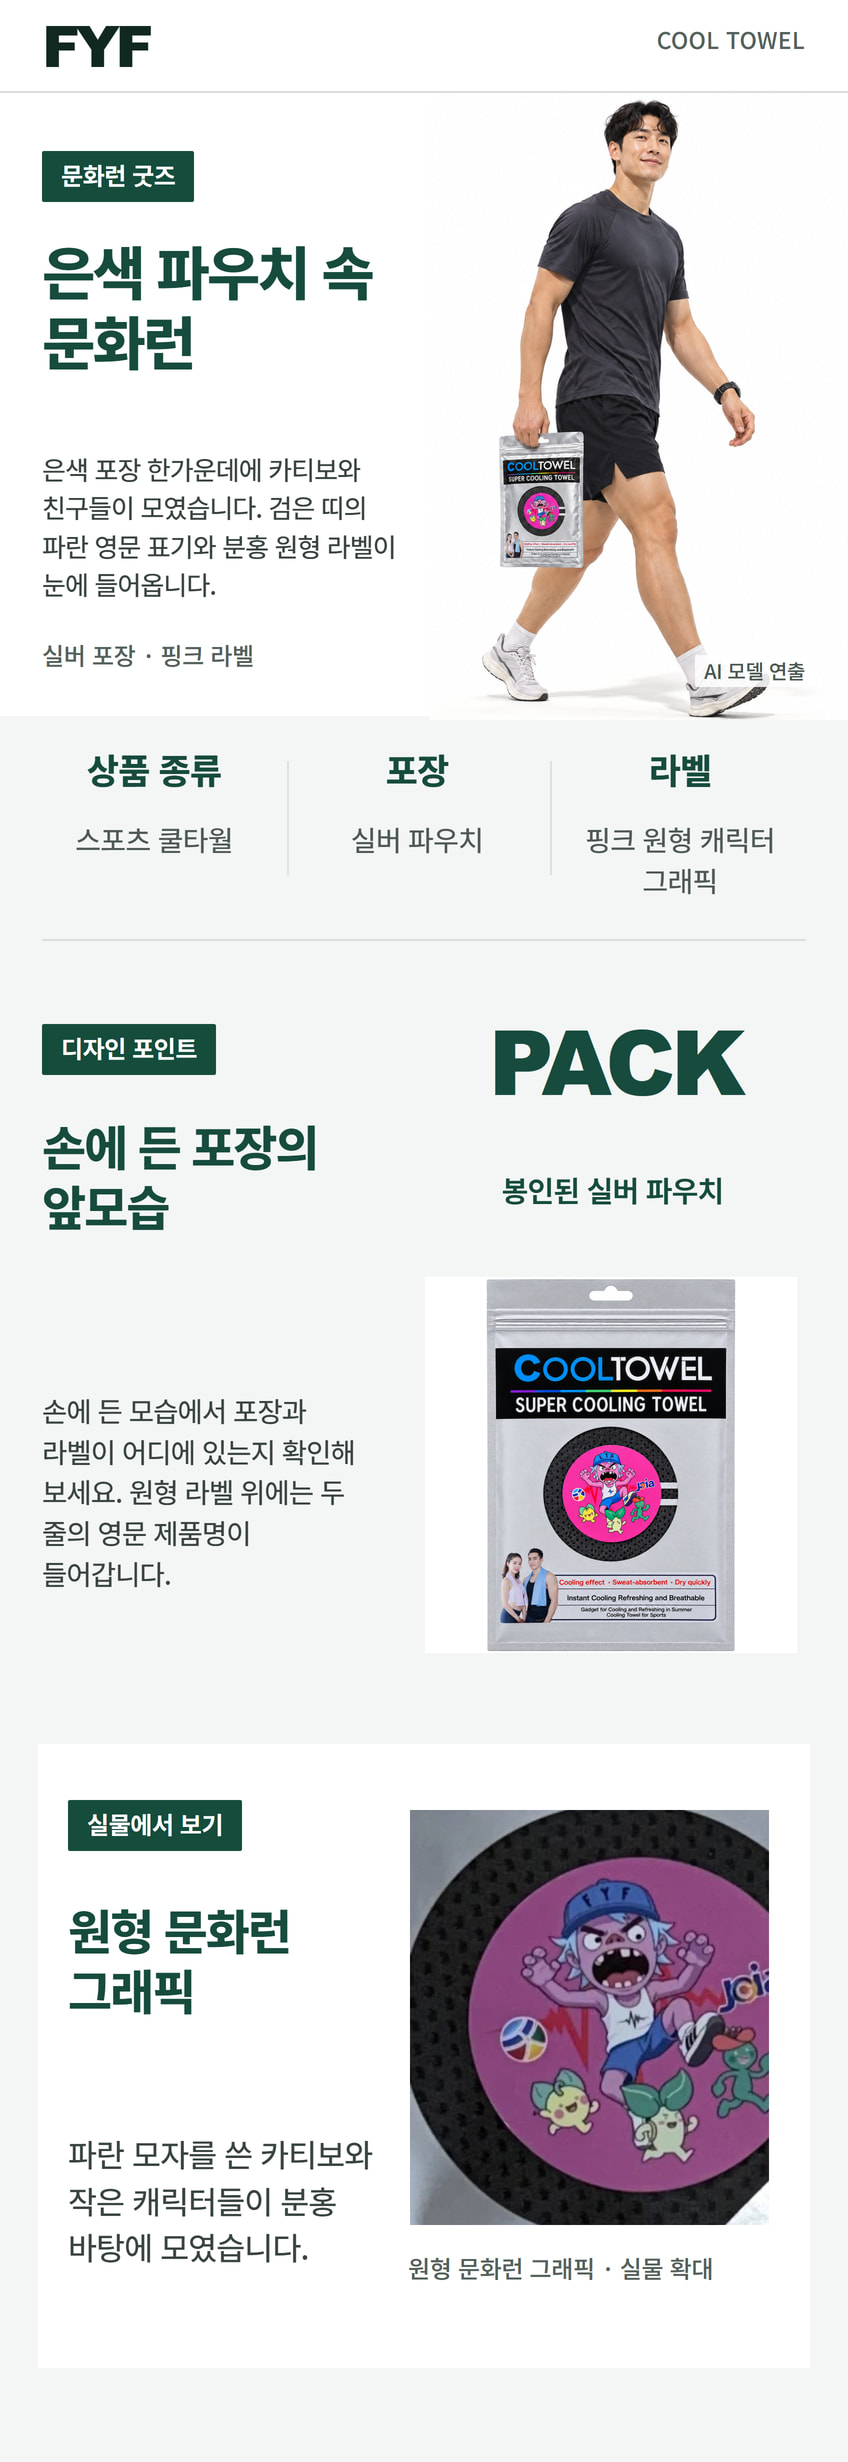 FYF
COOL TOWEL
문화런 굿즈
은색 파우치 속
문화런
은색 포장 한가운데에 카티보와
친구들이 모였습니다. 검은 띠의
파란 영문 표기와 분홍 원형 라벨이
눈에 들어옵니다.
실버 포장 · 핑크 라벨
COOLTOWEL
SUPER COOLING TOWEL
AI 모델 연출
상품 종류
스포츠 쿨타월
포장
실버 파우치
라벨
핑크 원형 캐릭터
그래픽
디자인 포인트
손에 든 포장의
앞모습
손에 든 모습에서 포장과
라벨이 어디에 있는지 확인해
보세요. 원형 라벨 위에는 두
줄의 영문 제품명이
들어갑니다.
PACK
봉인된 실버 파우치
COOLTOWEL
SUPER COOLING TOWEL
Joia
Cooling effect · Sweat-absorbent · Dry quickly
Instant Cooling Refreshing and Breathable
Gadget for Cooling and Refreshing in Summer
Cooling Towel for Sports
실물에서 보기
원형 문화런
그래픽
파란 모자를 쓴 카티보와
작은 캐릭터들이 분홍
바탕에 모였습니다.
FYF
Joia
원형 문화런 그래픽 · 실물 확대